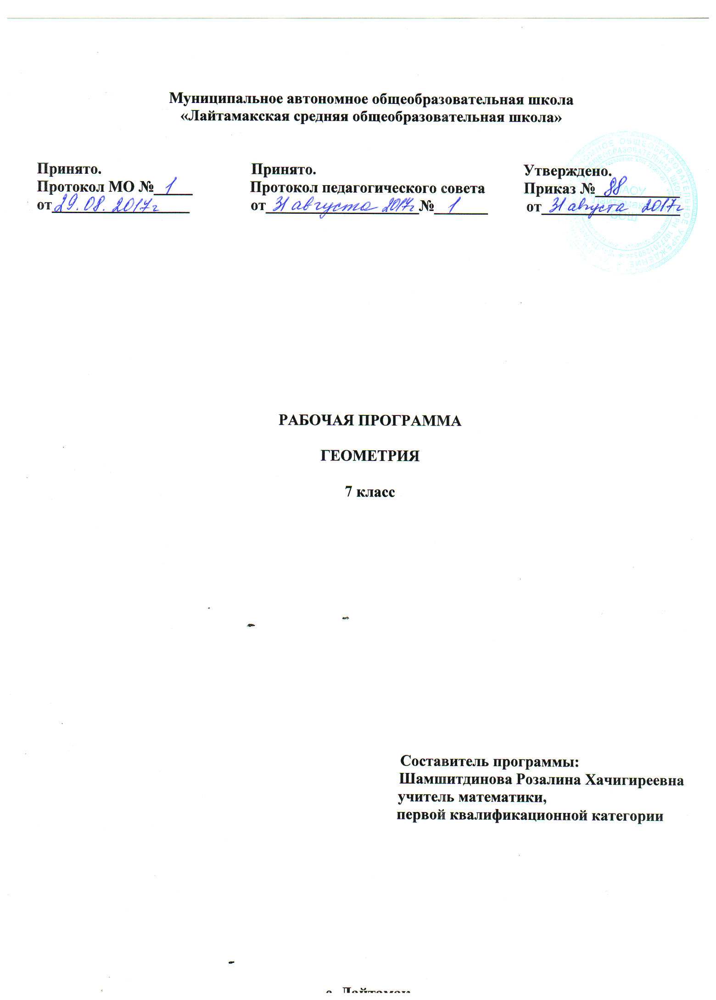 Муниципальное автономное общеобразовательная школа
«Лайтамакская средняя общеобразовательная школа»
Принято. Принято. Утверждено.
Протокол МО № 1 Протокол педагогического совета Приказ № 88
от 29.08.2017г от 31 августа 2017г № 1 от 31 августа 2017г
РАБОЧАЯ ПРОГРАММА
ГЕОМЕТРИЯ
7 класс
Составитель программы:
Шамшитдинова Розалина Хачигиреевна
учитель математики,
первой квалификационной категории
с. Лайтамак